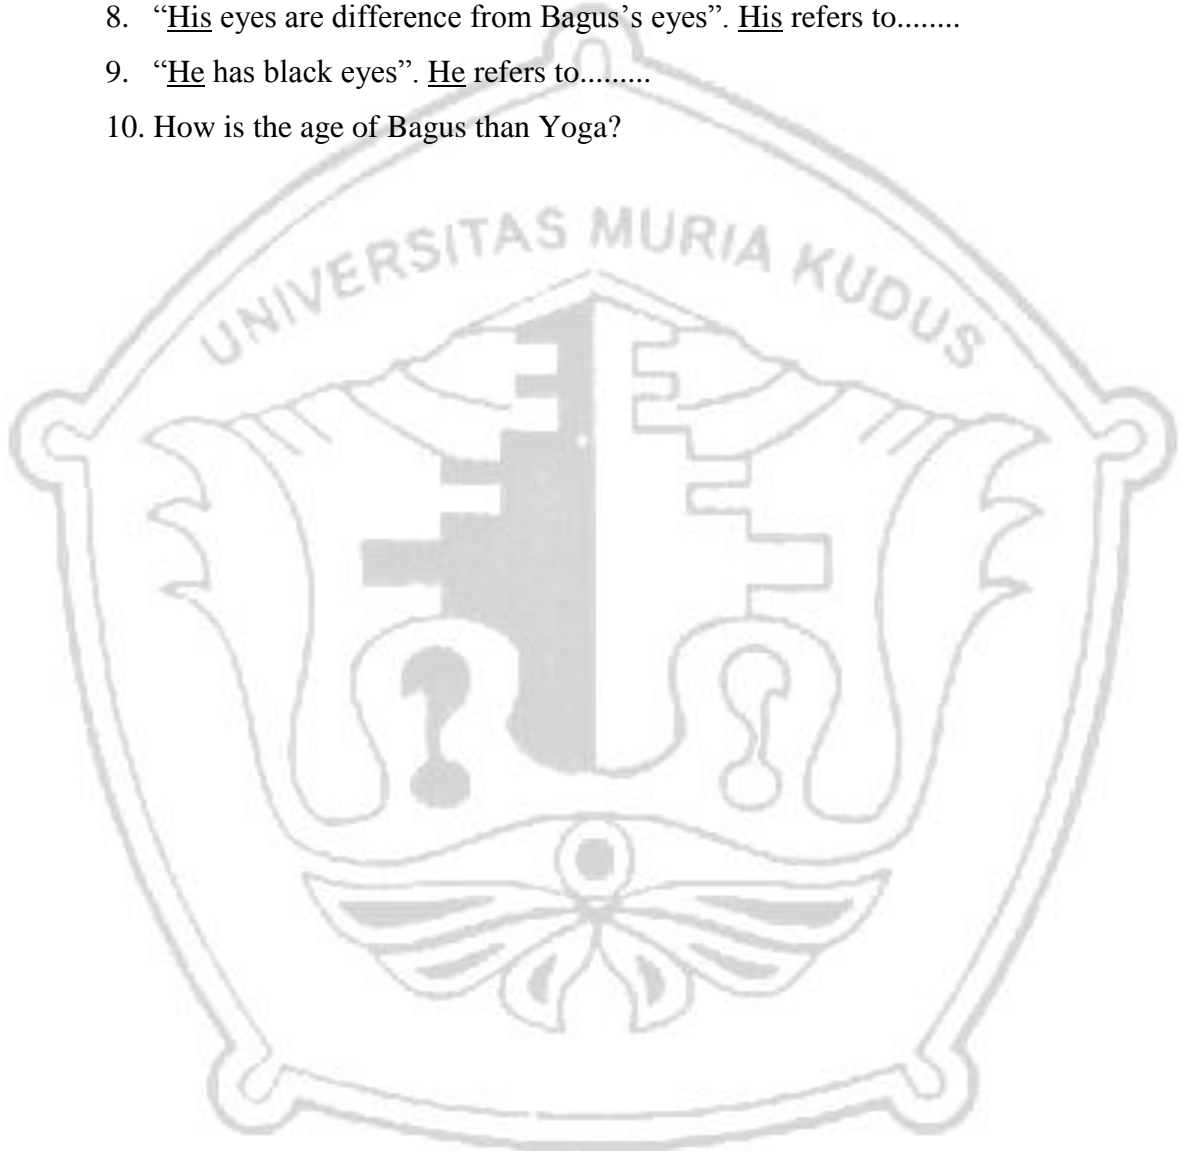 8. “His eyes are difference from Bagus’s eyes”. His refers to........
9. “He has black eyes”. He refers to.........
10. How is the age of Bagus than Yoga?
UNIVERSITAS MURIA KUDUS